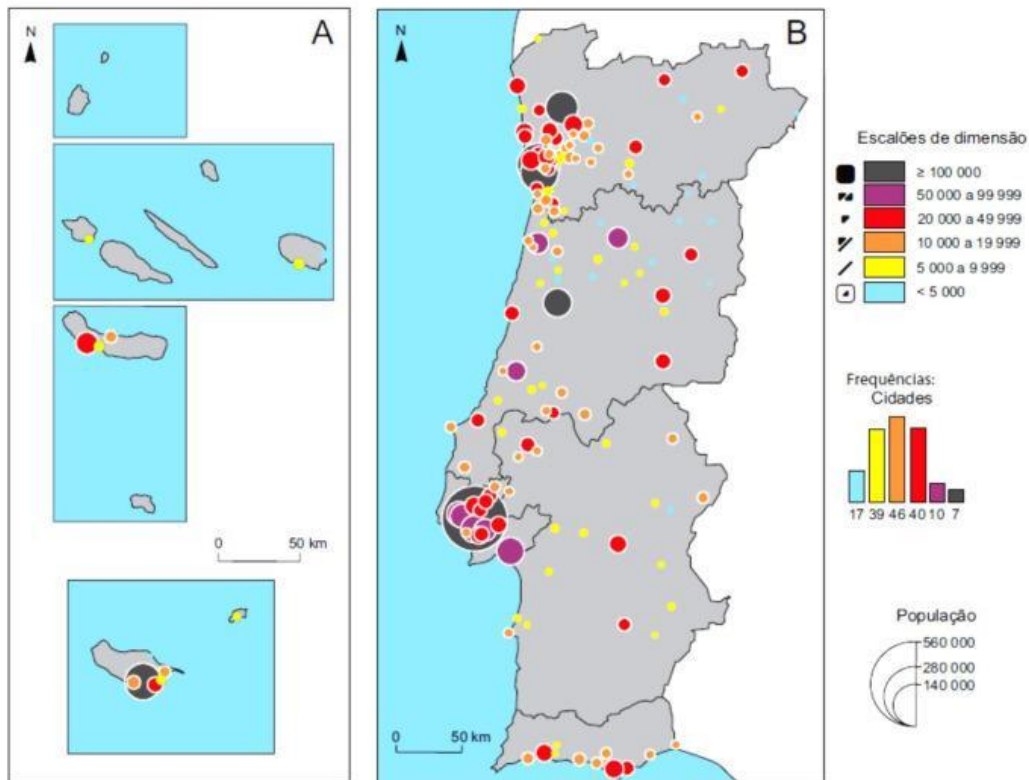 N
A
0 50 km
N
B
0 50 km
Escalões de dimensão
≥ 100 000
50 000 a 99 999
20 000 a 49 999
10 000 a 19 999
5 000 a 9 999
< 5 000
Frequências:
Cidades
17 39 46 40 10 7
População
560 000
280 000
140 000